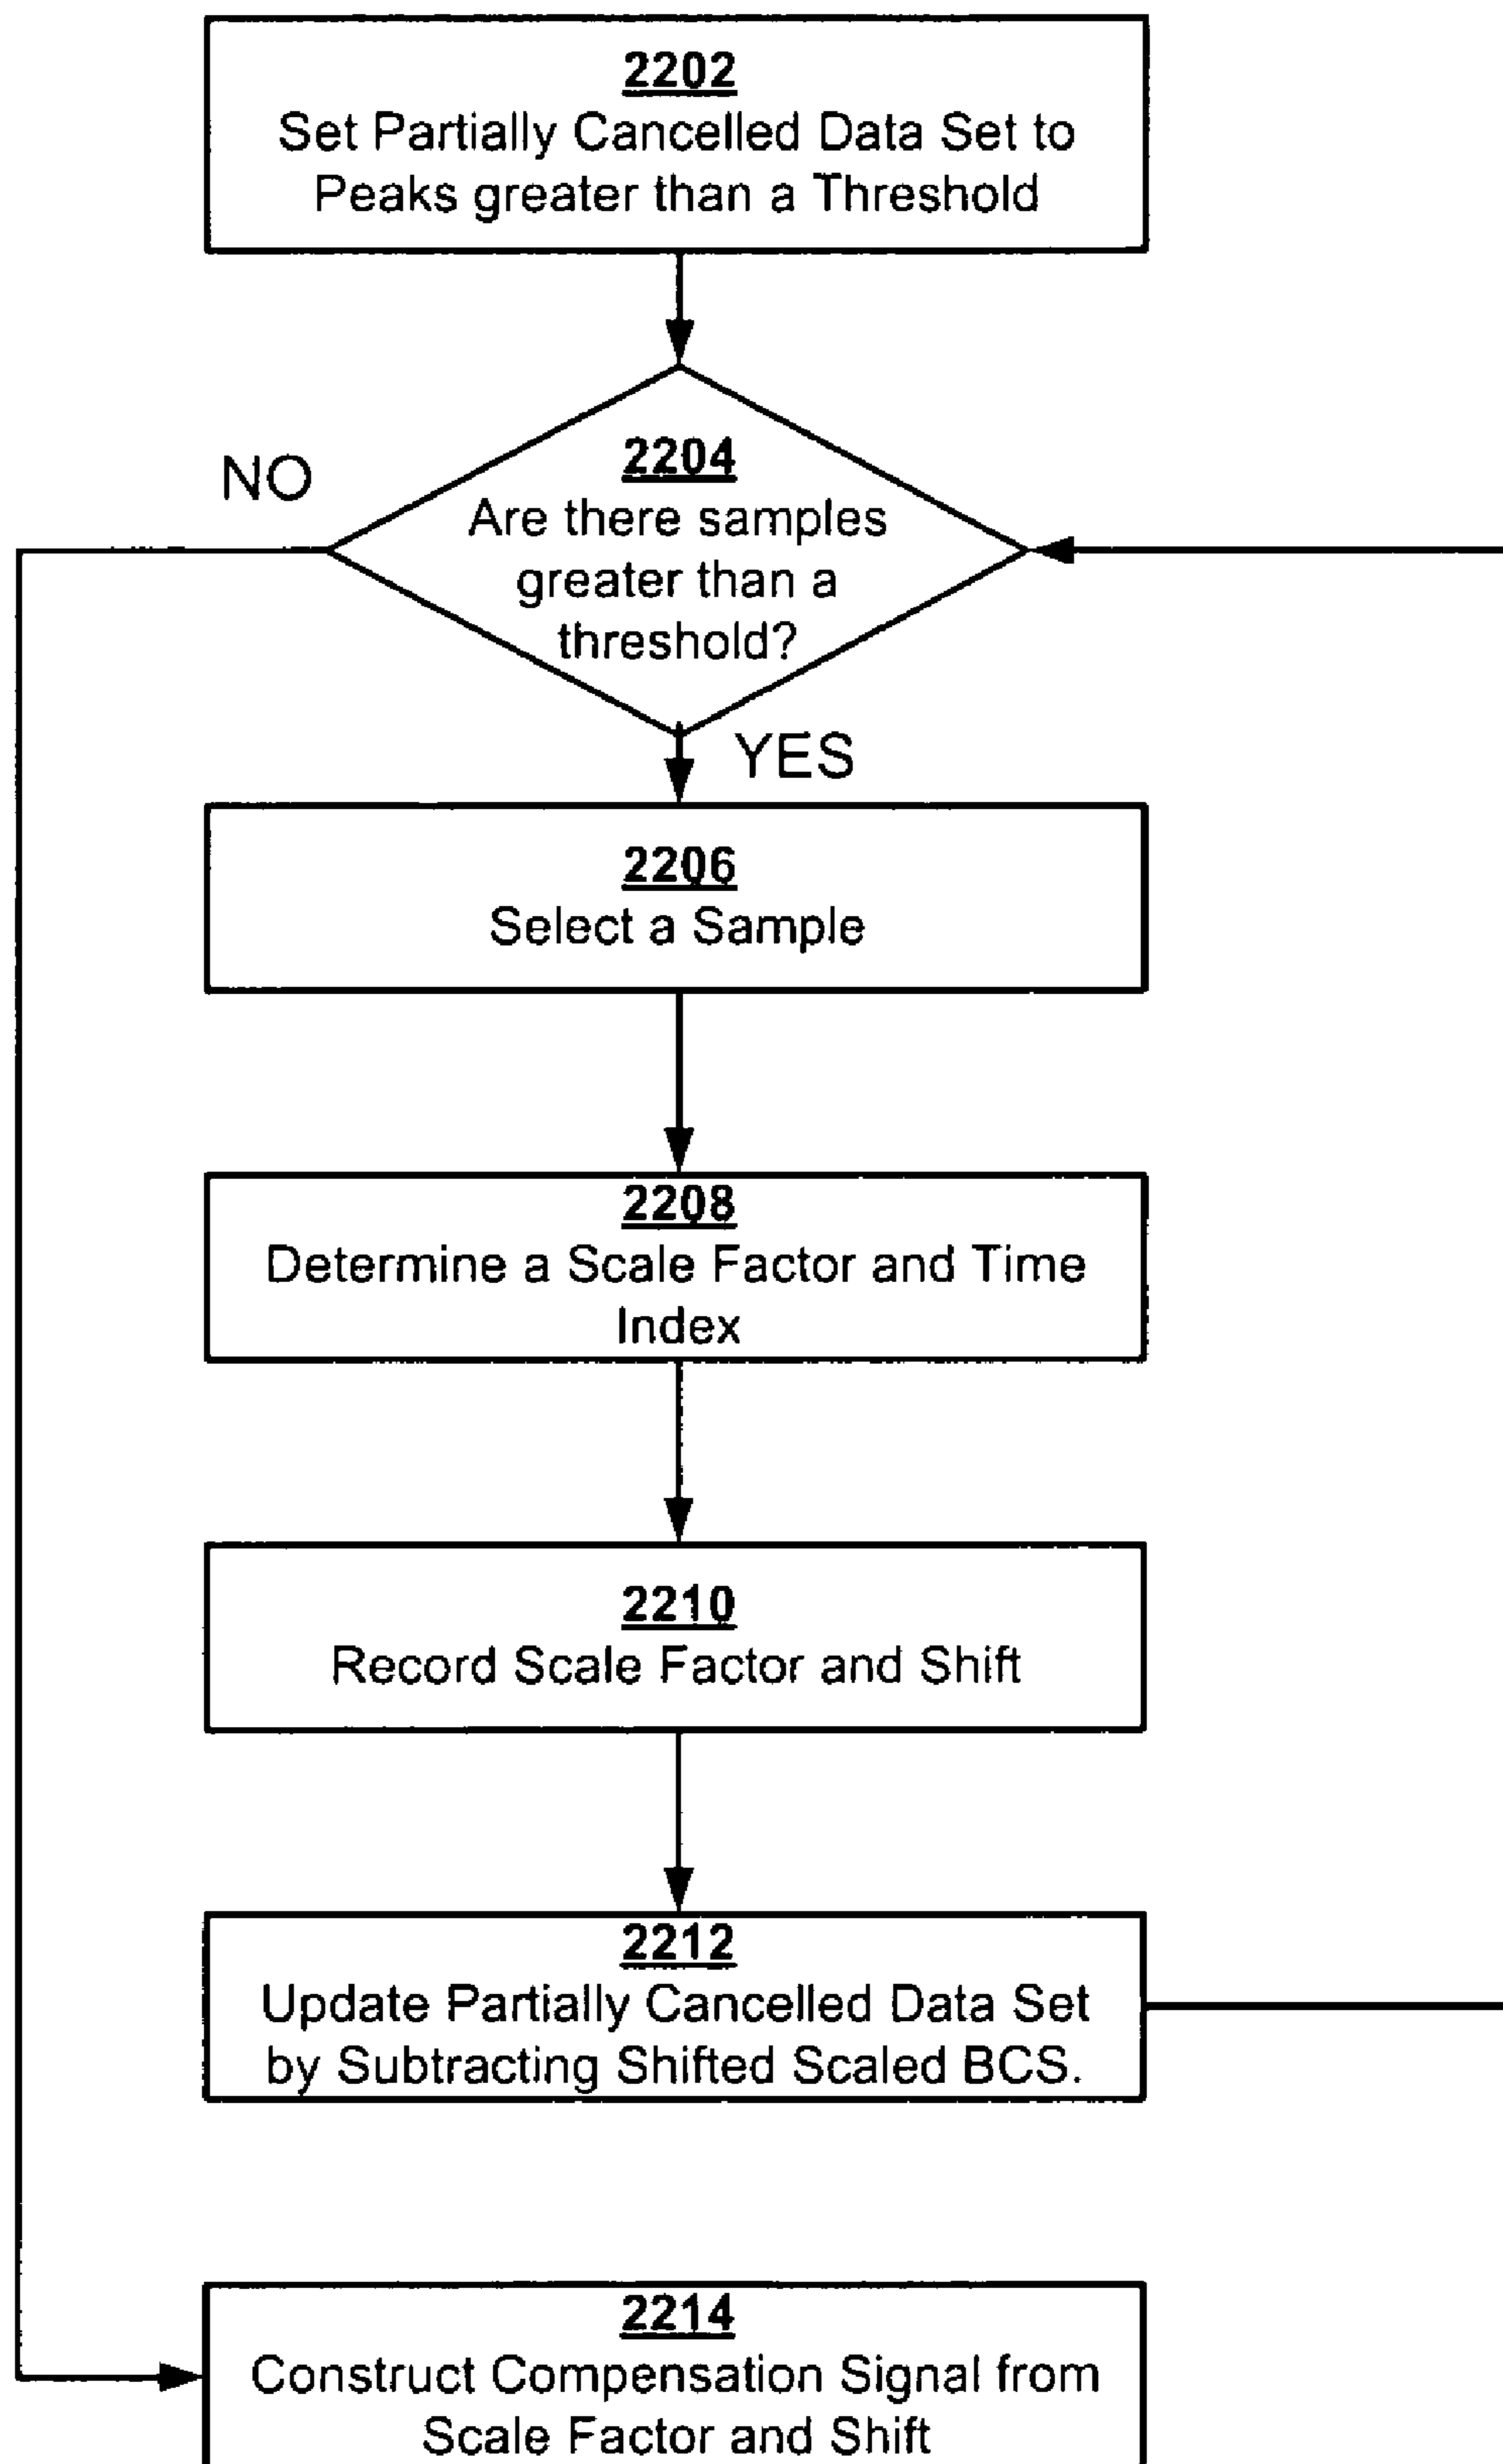 2202
Set Partially Cancelled Data Set to
Peaks greater than a Threshold
NO
2204
Are there samples
greater than a
threshold?
YES
2206
Select a Sample
2208
Determine a Scale Factor and Time
Index
2210
Record Scale Factor and Shift
2212
Update Partially Cancelled Data Set
by Subtracting Shifted Scaled BCS.
2214
Construct Compensation Signal from
Scale Factor and Shift